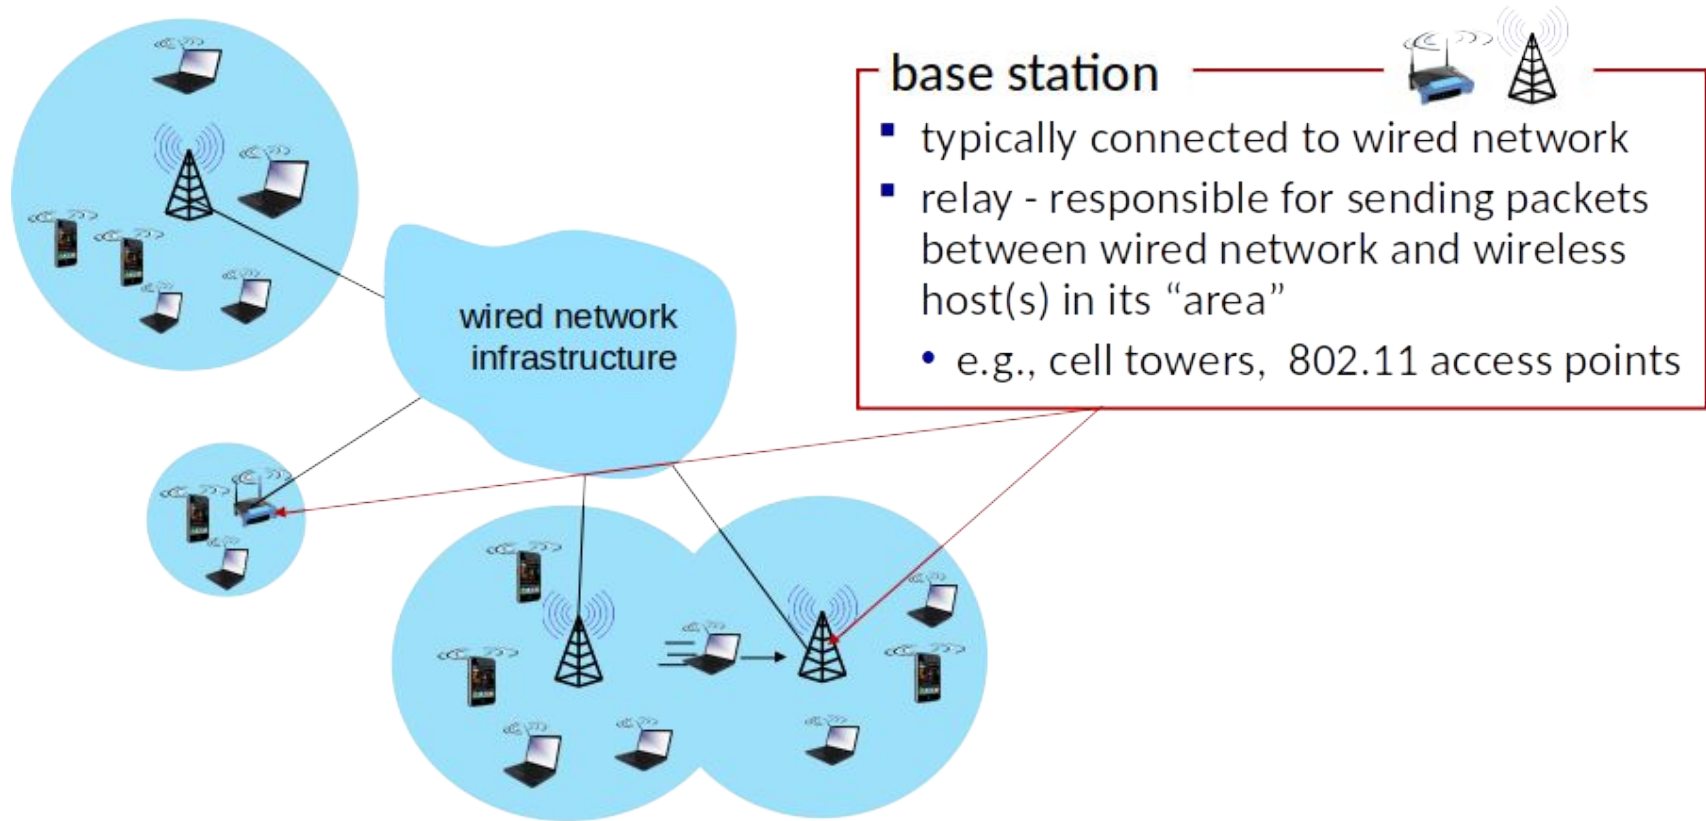 base station
typically connected to wired network
relay - responsible for sending packets
between wired network and wireless
host(s) in its “area”
e.g., cell towers, 802.11 access points
wired network
infrastructure